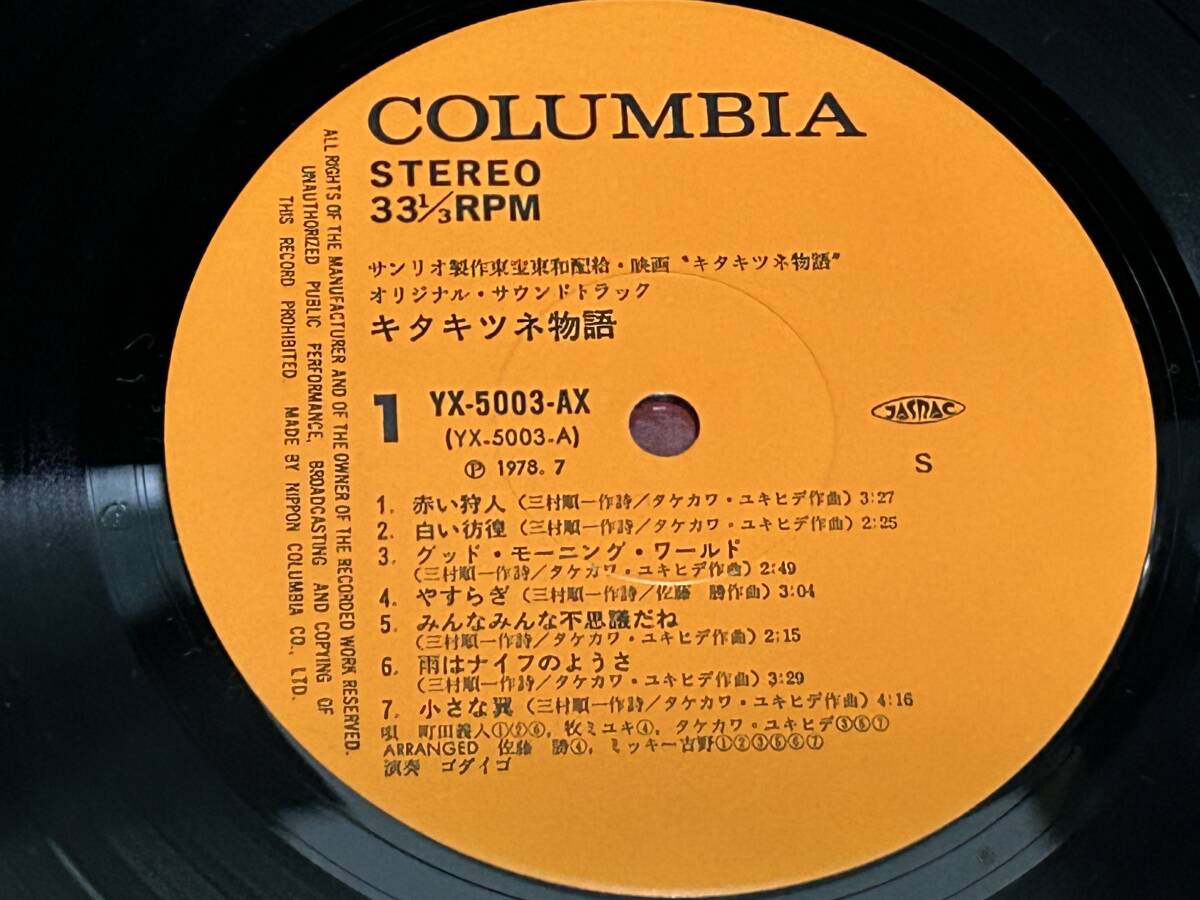 COLUMBIA
STEREO
33⅓RPM
サンリオ製作東宝東和配給・映画“キタキツネ物語”
オリジナル・サウンドトラック
キタキツネ物語
1 YX-5003-AX
(YX-5003-A)
Ⓟ 1978. 7
JASRAC
S
1. 赤い狩人（三村順一作詩／タケカワ・ユキヒデ作曲）3:27
2. 白い彷徨（三村順一作詩／タケカワ・ユキヒデ作曲）2:25
3. グッド・モーニング・ワールド
（三村順一作詩／タケカワ・ユキヒデ作曲）2:49
4. やすらぎ（三村順一作詩／佐藤 勝作曲）3:04
5. みんなみんな不思議だね
（三村順一作詩／タケカワ・ユキヒデ作曲）2:15
6. 雨はナイフのようさ
（三村順一作詩／タケカワ・ユキヒデ作曲）3:29
7. 小さな翼（三村順一作詩／タケカワ・ユキヒデ作曲）4:16
唄 町田義人①②⑥, 牧ミユキ④, タケカワ・ユキヒデ③⑤⑦
ARRANGED 佐藤 勝④, ミッキー吉野①②③⑤⑥⑦
演奏 ゴダイゴ
ALL RIGHTS OF THE MANUFACTURER AND OF THE OWNER OF THE RECORDED WORK RESERVED.
UNAUTHORIZED PUBLIC PERFORMANCE, BROADCASTING AND COPYING OF
THIS RECORD PROHIBITED. MADE BY NIPPON COLUMBIA CO., LTD.